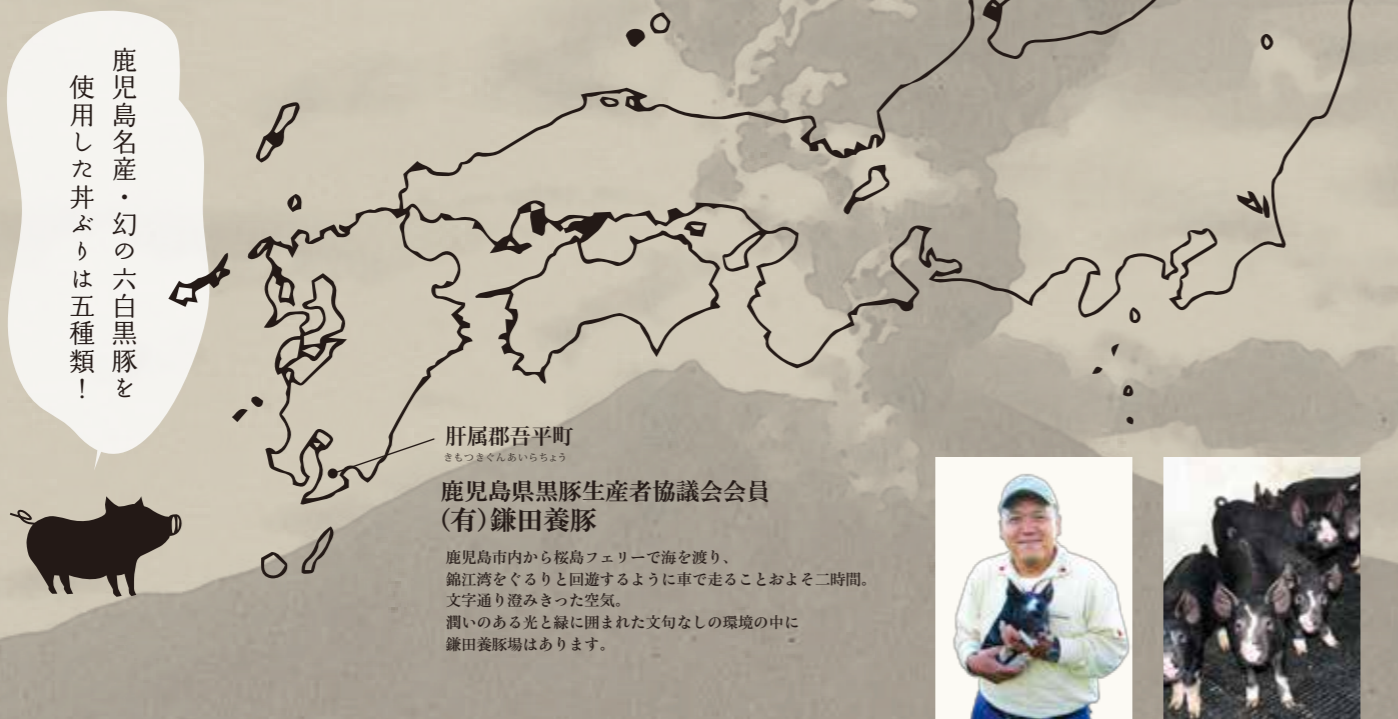 鹿児島名産・幻の六白黒豚を
使用した丼ぶりは五種類！
肝属郡吾平町
きもつきぐんあいらちょう
鹿児島県黒豚生産者協議会会員
(有)鎌田養豚
鹿児島市内から桜島フェリーで海を渡り、
錦江湾をぐるりと回遊するように車で走ることおよそ二時間。
文字通り澄みきった空気。
潤いのある光と緑に囲まれた文句なしの環境の中に
鎌田養豚場はあります。